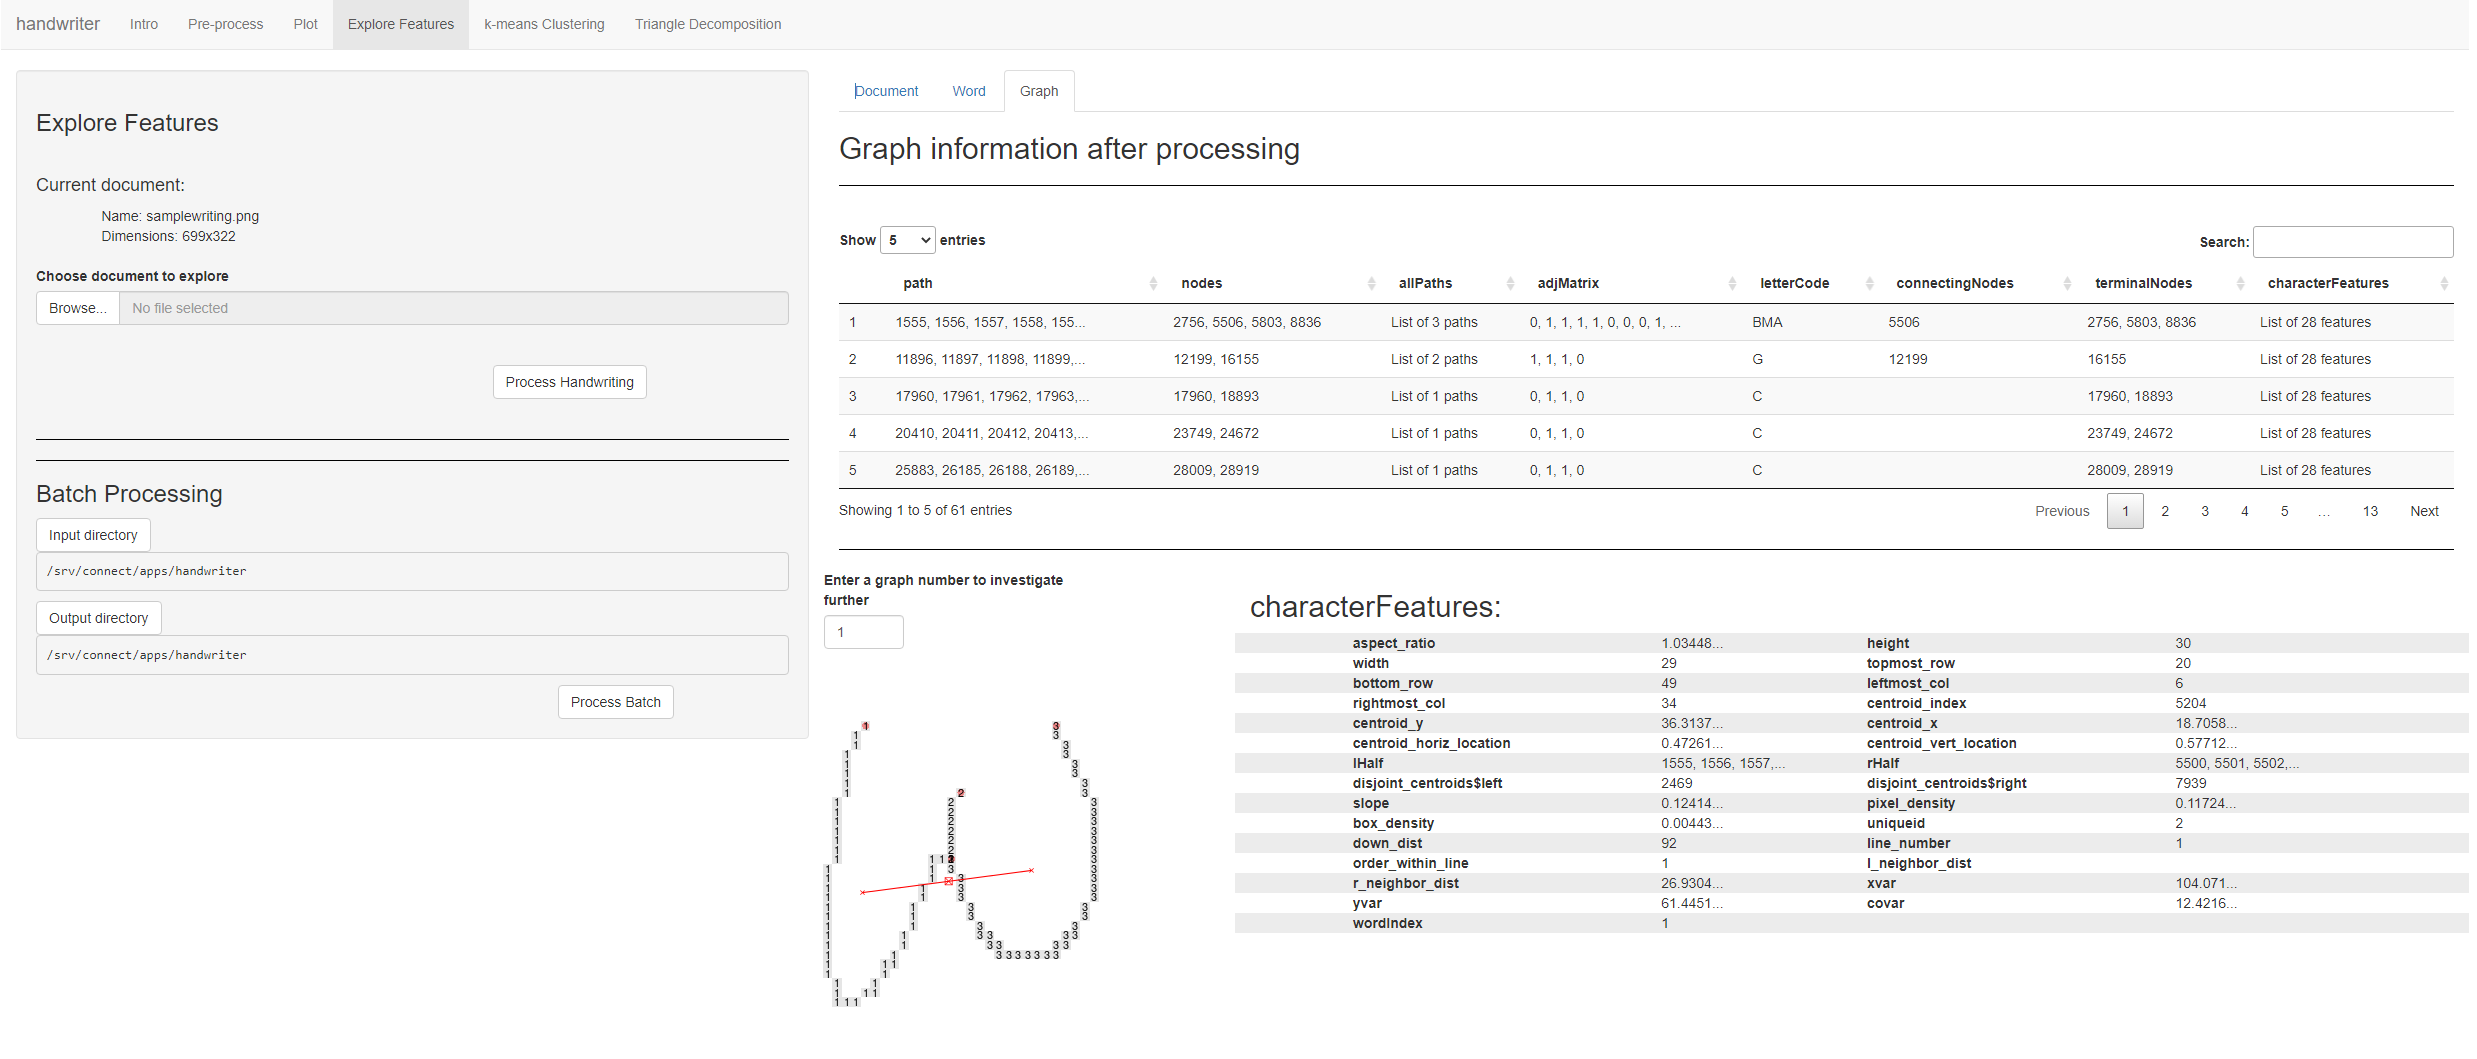 handwriter Intro Pre-process Plot Explore Features k-means Clustering Triangle Decomposition
Explore Features
Current document:
Name: samplewriting.png
Dimensions: 699x322
Choose document to explore
Browse... No file selected
Process Handwriting
Batch Processing
Input directory
/srv/connect/apps/handwriter
Output directory
/srv/connect/apps/handwriter
Process Batch
Document Word Graph
Graph information after processing
Show 5 entries Search:
path nodes allPaths adjMatrix letterCode connectingNodes terminalNodes characterFeatures
1 1555, 1556, 1557, 1558, 155... 2756, 5506, 5803, 8836 List of 3 paths 0, 1, 1, 1, 1, 0, 0, 0, 1, ... BMA 5506 2756, 5803, 8836 List of 28 features
2 11896, 11897, 11898, 11899,... 12199, 16155 List of 2 paths 1, 1, 1, 0 G 12199 16155 List of 28 features
3 17960, 17961, 17962, 17963,... 17960, 18893 List of 1 paths 0, 1, 1, 0 C 17960, 18893 List of 28 features
4 20410, 20411, 20412, 20413,... 23749, 24672 List of 1 paths 0, 1, 1, 0 C 23749, 24672 List of 28 features
5 25883, 26185, 26188, 26189,... 28009, 28919 List of 1 paths 0, 1, 1, 0 C 28009, 28919 List of 28 features
Showing 1 to 5 of 61 entries Previous 1 2 3 4 5 ... 13 Next
Enter a graph number to investigate
further
1
characterFeatures:
aspect_ratio 1.03448... height 30
width 29 topmost_row 20
bottom_row 49 leftmost_col 6
rightmost_col 34 centroid_index 5204
centroid_y 36.3137... centroid_x 18.7058...
centroid_horiz_location 0.47261... centroid_vert_location 0.57712...
lHalf 1555, 1556, 1557,... rHalf 5500, 5501, 5502,...
disjoint_centroids$left 2469 disjoint_centroids$right 7939
slope 0.12414... pixel_density 0.11724...
box_density 0.00443... uniqueid 2
down_dist 92 line_number 1
order_within_line 1 l_neighbor_dist
r_neighbor_dist 26.9304... xvar 104.071...
yvar 61.4451... covar 12.4216...
wordIndex 1